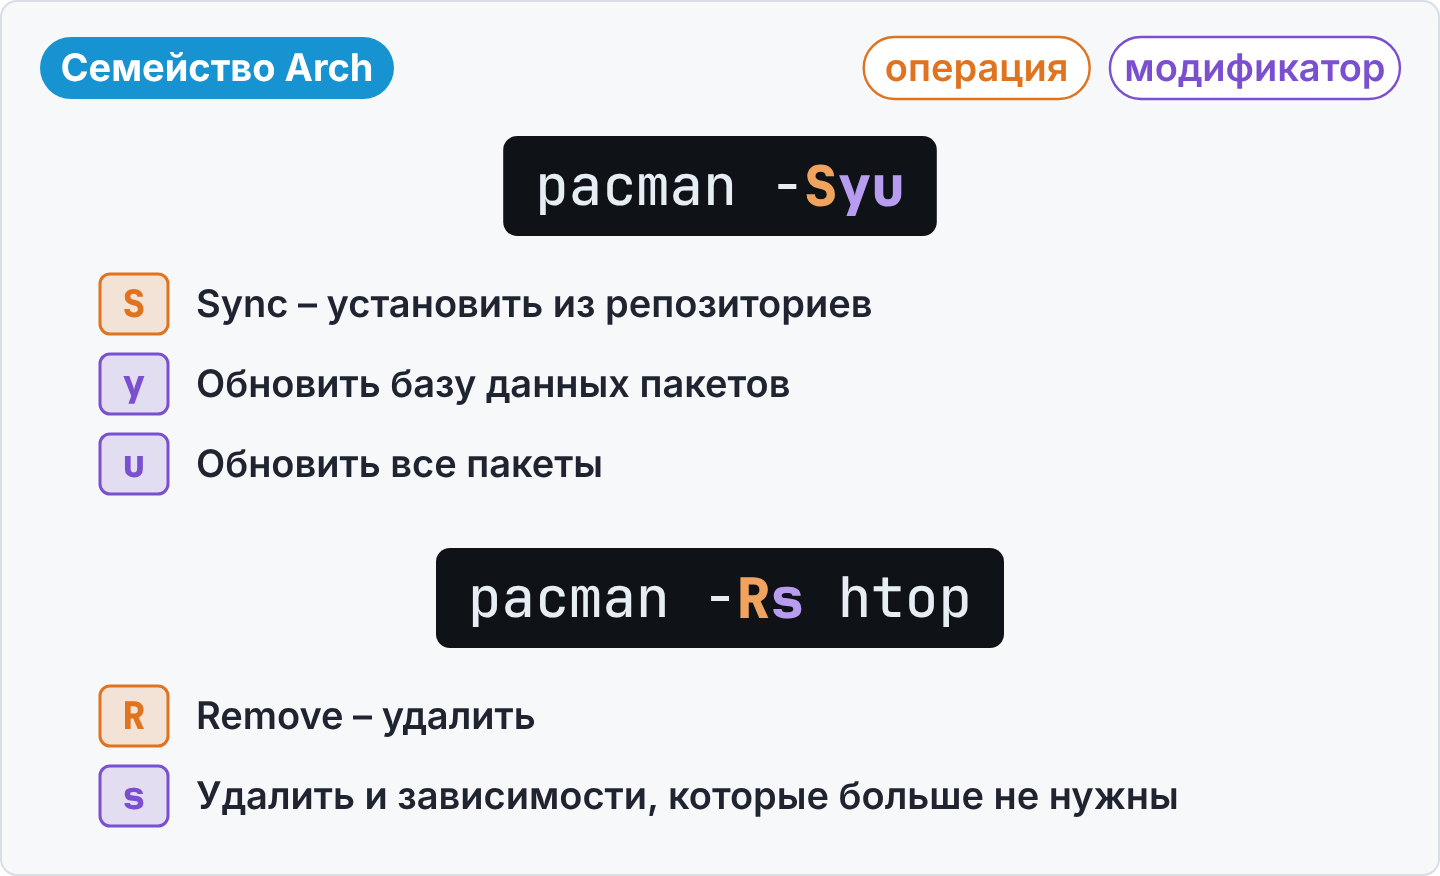 Семейство Arch
операция
модификатор
pacman -Syu
S Sync – установить из репозиториев
y Обновить базу данных пакетов
u Обновить все пакеты
pacman -Rs htop
R Remove – удалить
s Удалить и зависимости, которые больше не нужны